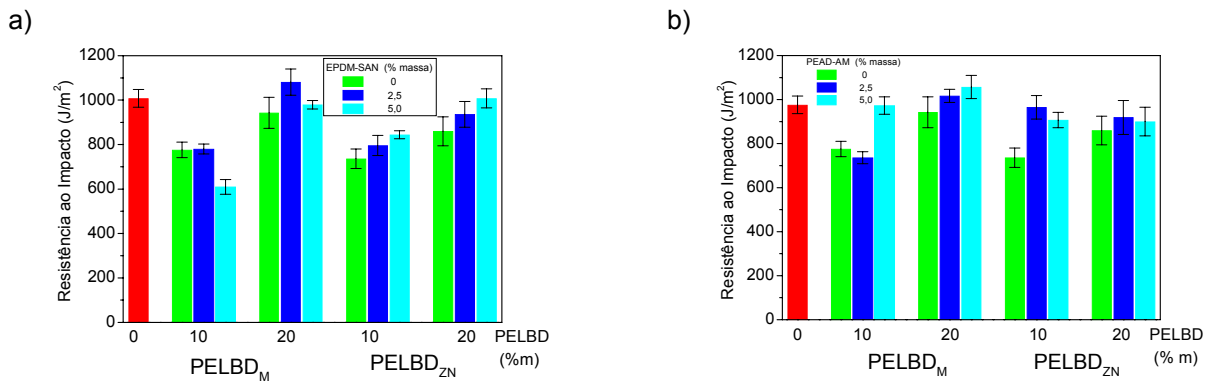 a)
Resistência ao Impacto (J/m²)
1200
1000
800
600
400
200
0
EPDM-SAN (% massa)
0
2,5
5,0
0 10 20 10 20 PELBD
(%m)
PELBD_M PELBD_ZN
b)
Resistência ao Impacto (J/m²)
1200
1000
800
600
400
200
0
PEAD-AM (% massa)
0
2,5
5,0
0 10 20 10 20 PELBD
(% m)
PELBD_M PELBD_ZN